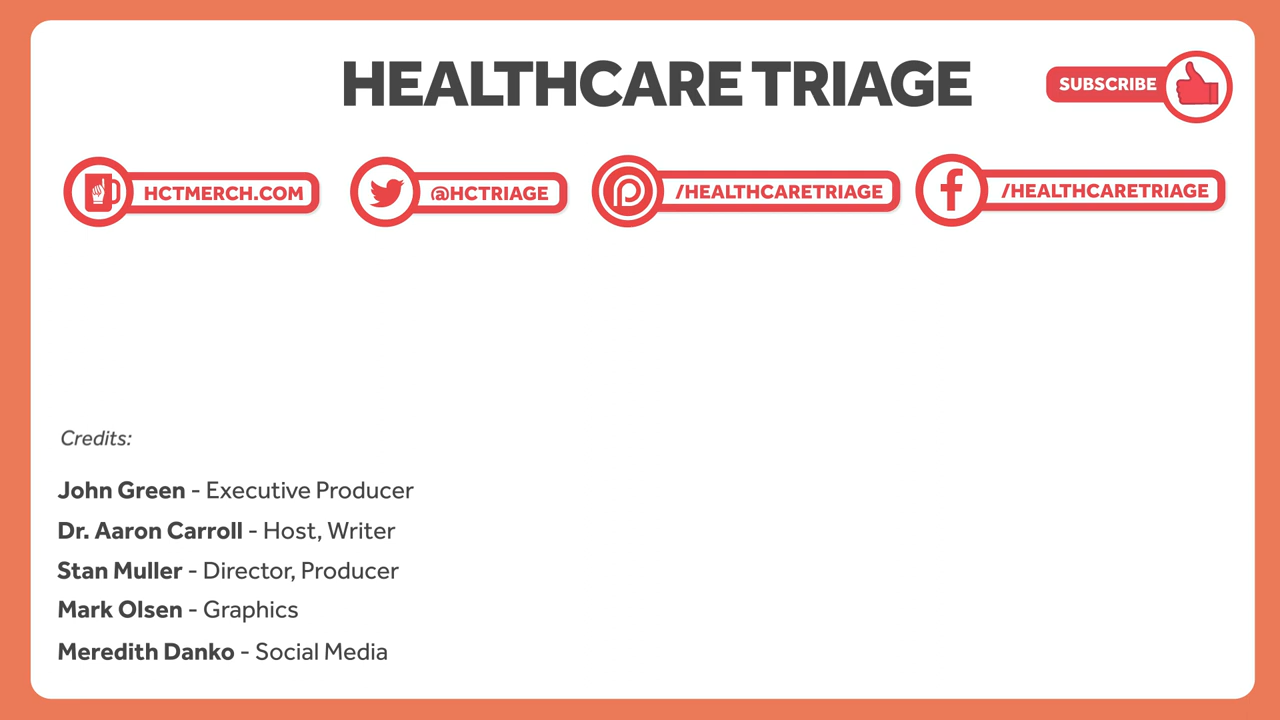 HEALTHCARE TRIAGE
SUBSCRIBE
HCTMERCH.COM
@HCTRIAGE
/HEALTHCARETRIAGE
/HEALTHCARETRIAGE
Credits:
John Green - Executive Producer
Dr. Aaron Carroll - Host, Writer
Stan Muller - Director, Producer
Mark Olsen - Graphics
Meredith Danko - Social Media